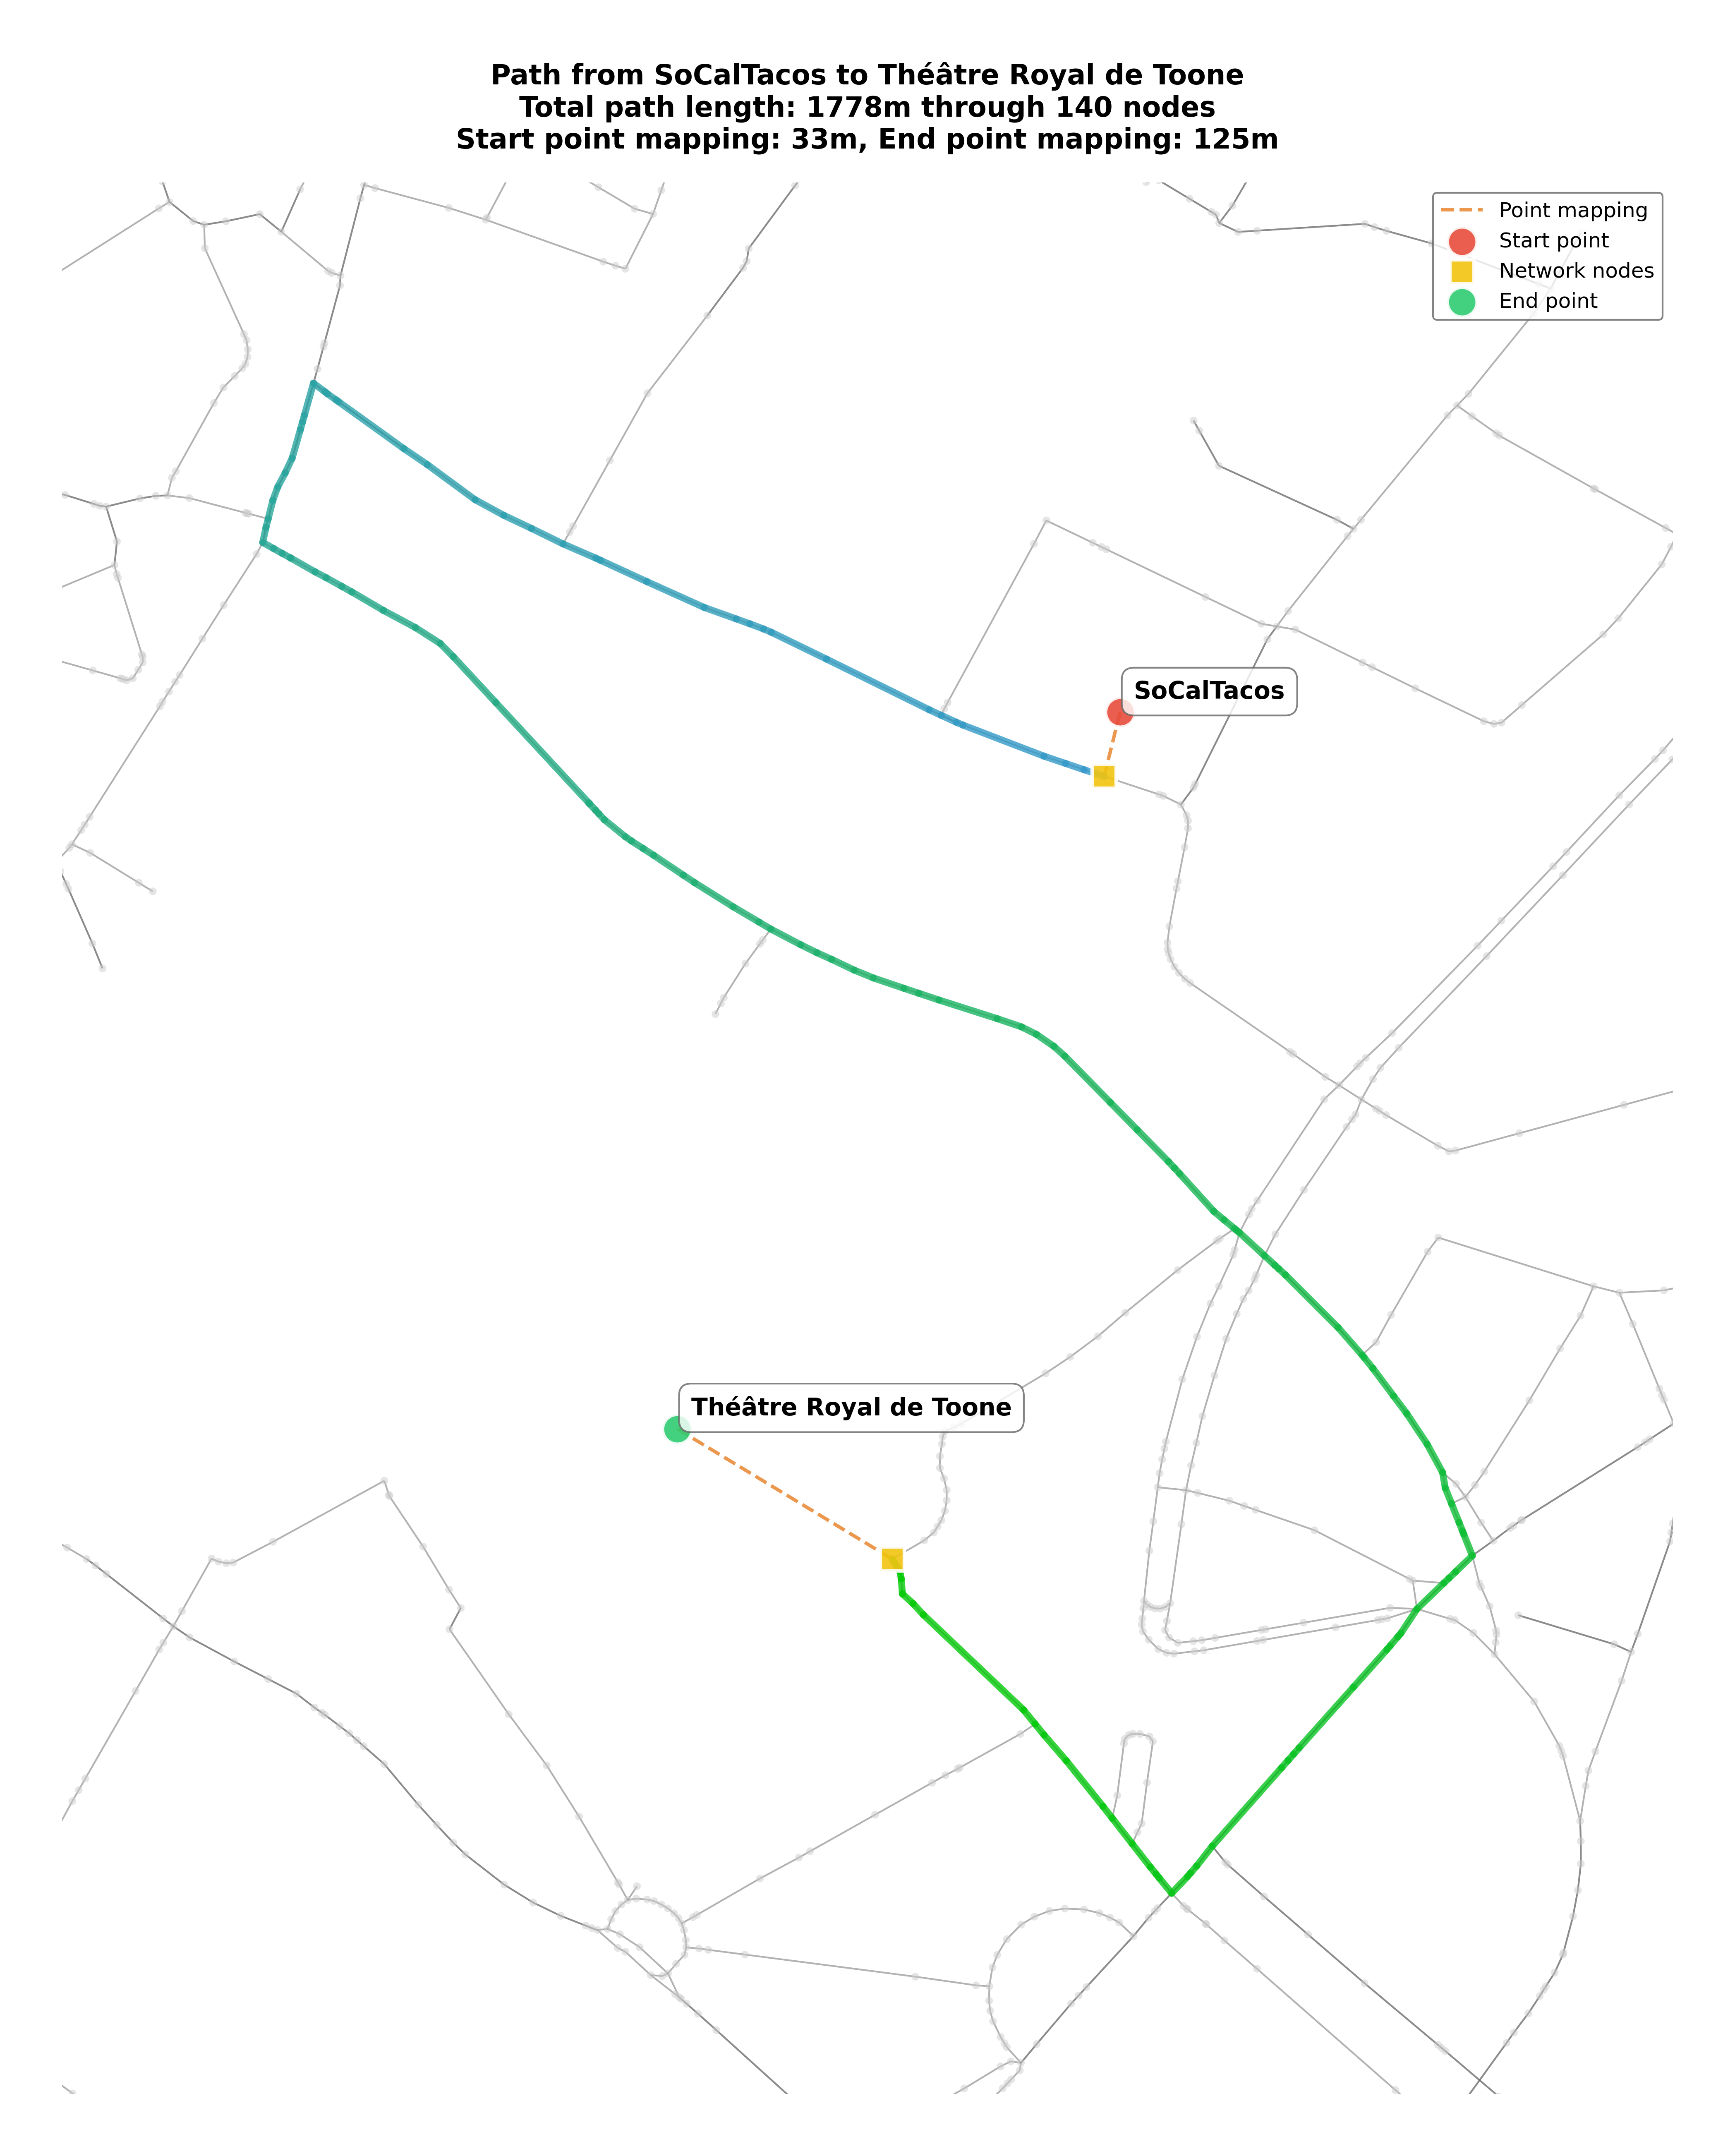 Path from SoCalTacos to Théâtre Royal de Toone
Total path length: 1778m through 140 nodes
Start point mapping: 33m, End point mapping: 125m
Point mapping
Start point
Network nodes
End point
SoCalTacos
Théâtre Royal de Toone